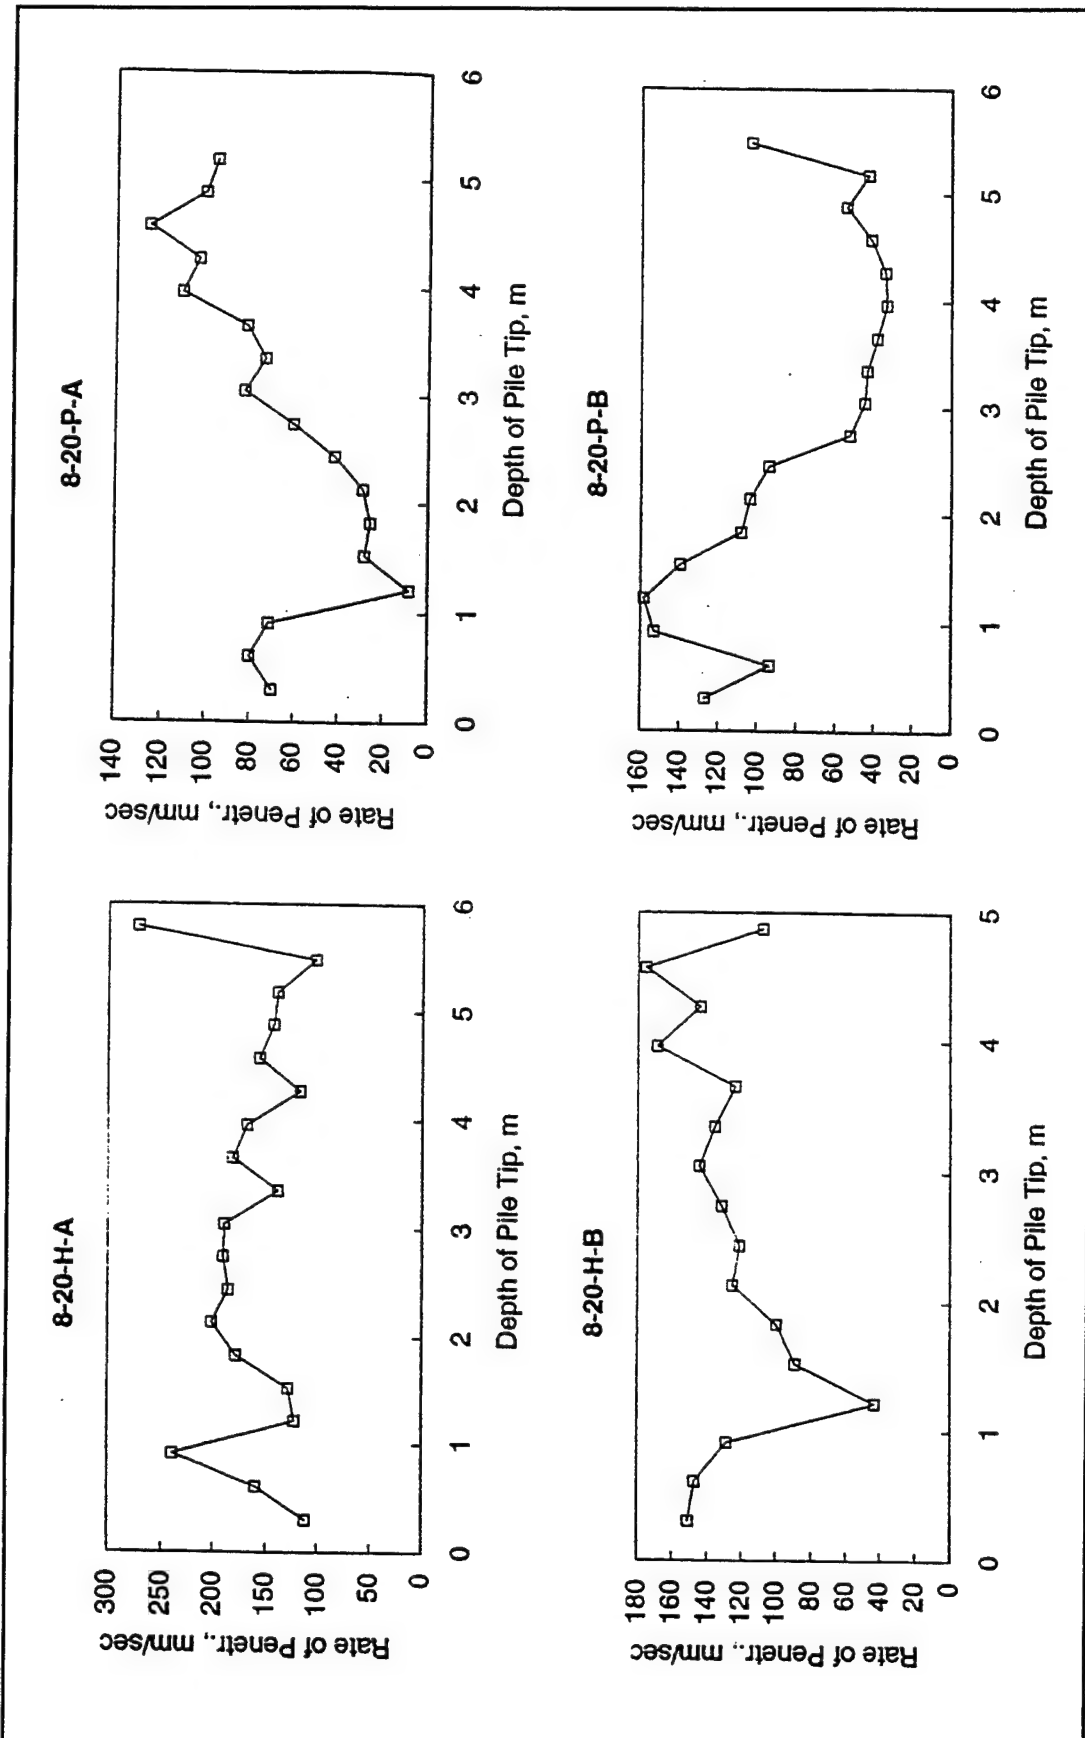 8-20-H-A
Rate of Penetr., mm/sec
300
250
200
150
100
50
0
0 1 2 3 4 5 6
Depth of Pile Tip, m
8-20-P-A
Rate of Penetr., mm/sec
140
120
100
80
60
40
20
0
0 1 2 3 4 5 6
Depth of Pile Tip, m
8-20-H-B
Rate of Penetr., mm/sec
180
160
140
120
100
80
60
40
20
0
0 1 2 3 4 5
Depth of Pile Tip, m
8-20-P-B
Rate of Penetr., mm/sec
160
140
120
100
80
60
40
20
0
0 1 2 3 4 5 6
Depth of Pile Tip, m